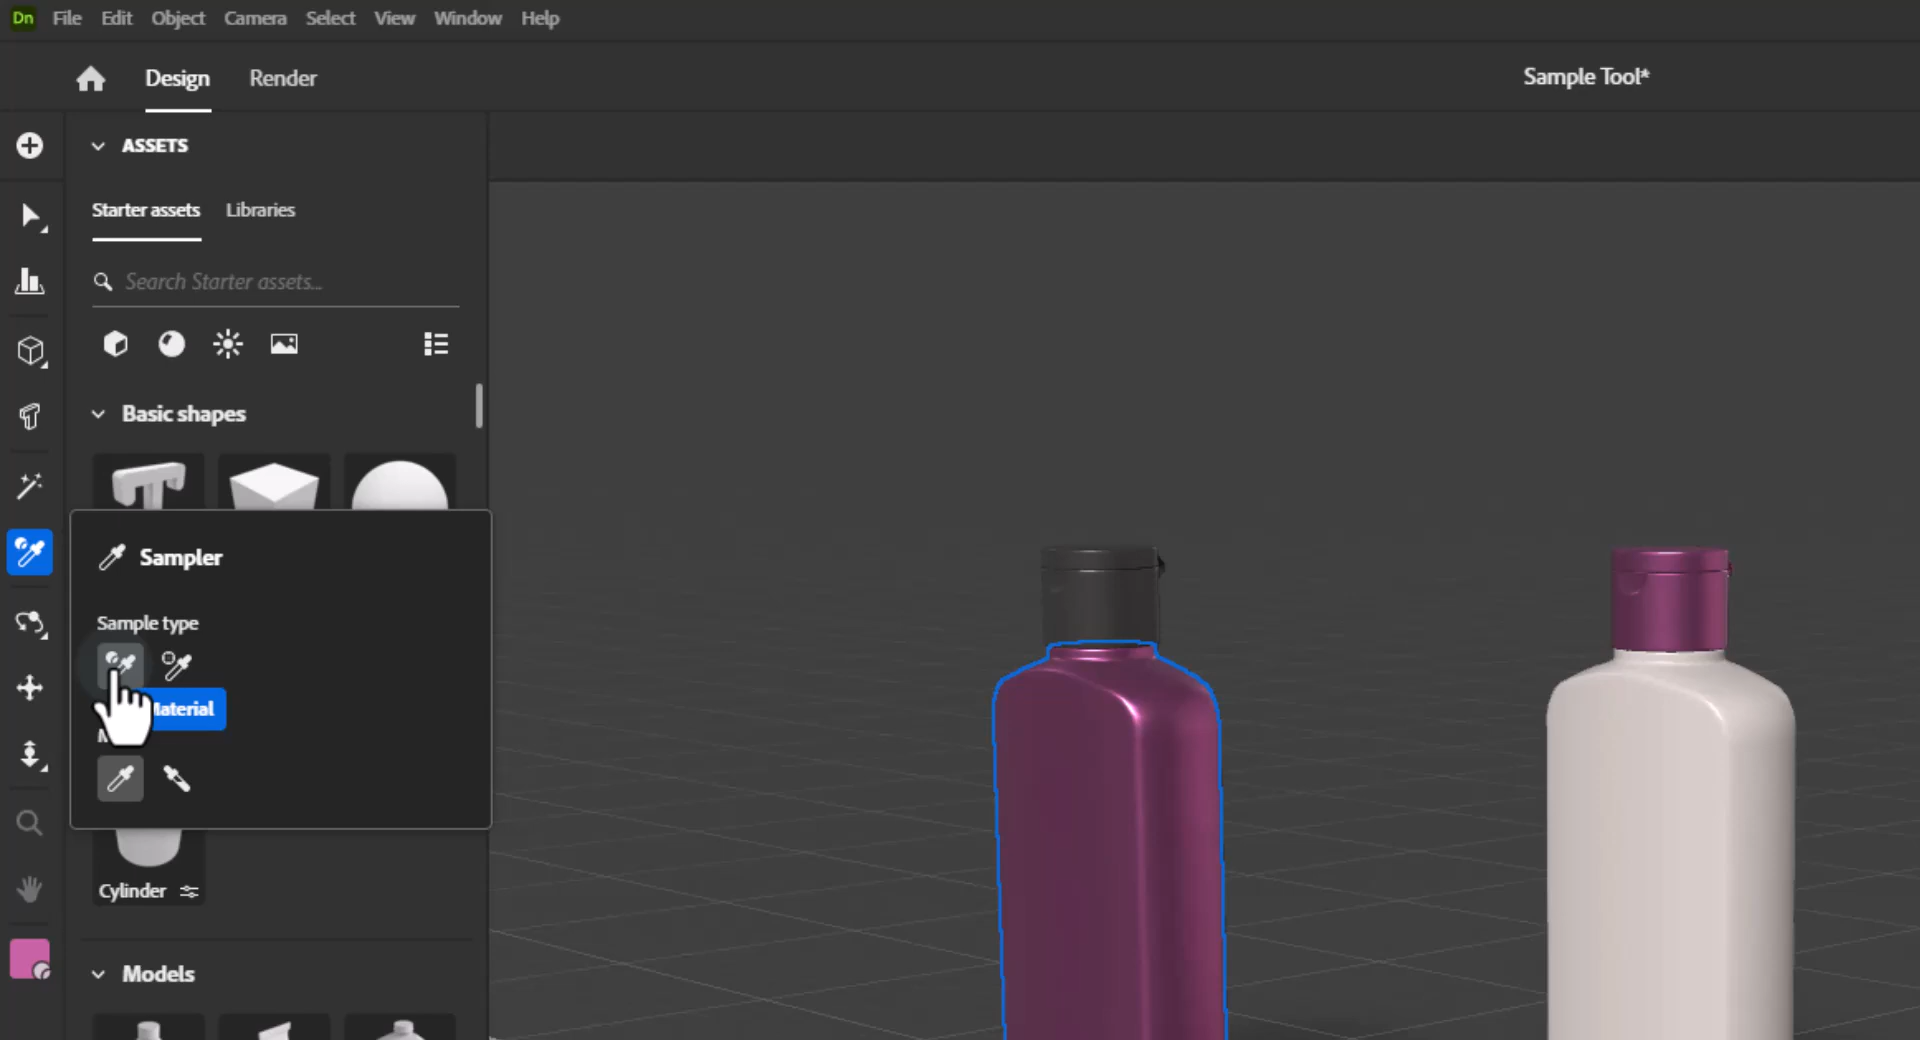 Dn File Edit Object Camera Select View Window Help
Design Render
Sample Tool*
ASSETS
Starter assets Libraries
Search Starter assets...
Basic shapes
Sampler
Sample type
Material
Cylinder
Models